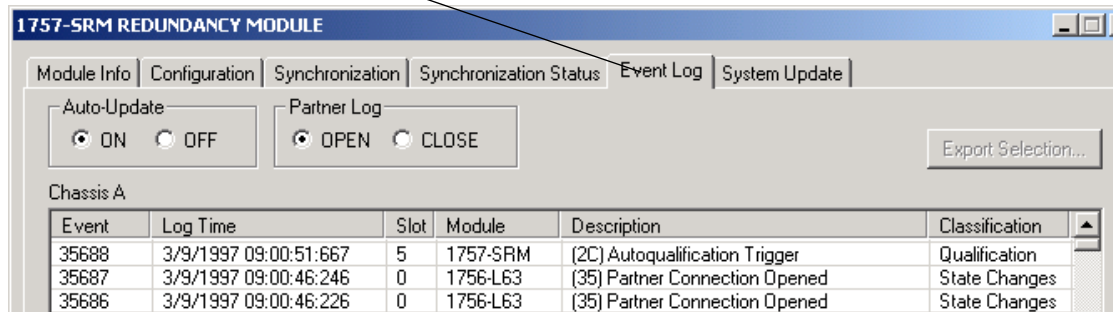 1757-SRM REDUNDANCY MODULE
Module Info Configuration Synchronization Synchronization Status Event Log System Update
Auto-Update Partner Log
ON OFF OPEN CLOSE
Export Selection...
Chassis A
Event Log Time Slot Module Description Classification
35688 3/9/1997 09:00:51:667 5 1757-SRM (2C) Autoqualification Trigger Qualification
35687 3/9/1997 09:00:46:246 0 1756-L63 (35) Partner Connection Opened State Changes
35686 3/9/1997 09:00:46:226 0 1756-L63 (35) Partner Connection Opened State Changes